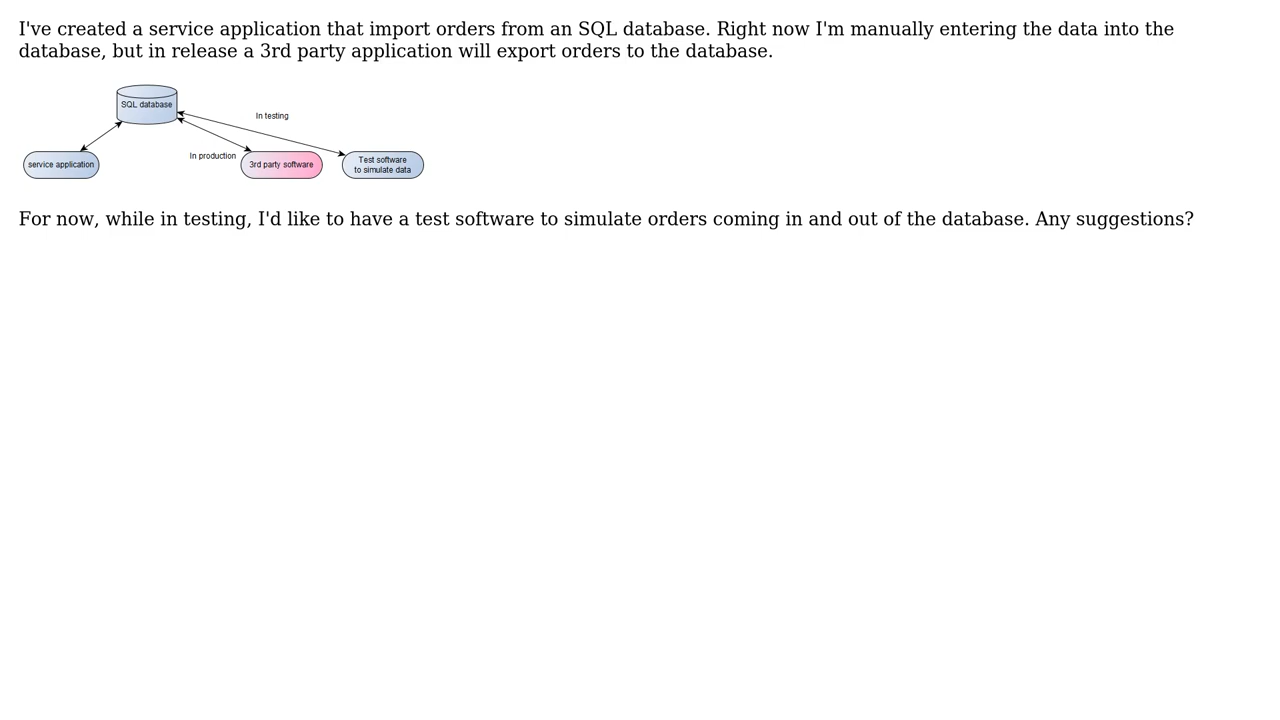 I've created a service application that import orders from an SQL database. Right now I'm manually entering the data into the
database, but in release a 3rd party application will export orders to the database.
SQL database
In testing
In production
service application
3rd party software
Test software
to simulate data
For now, while in testing, I'd like to have a test software to simulate orders coming in and out of the database. Any suggestions?